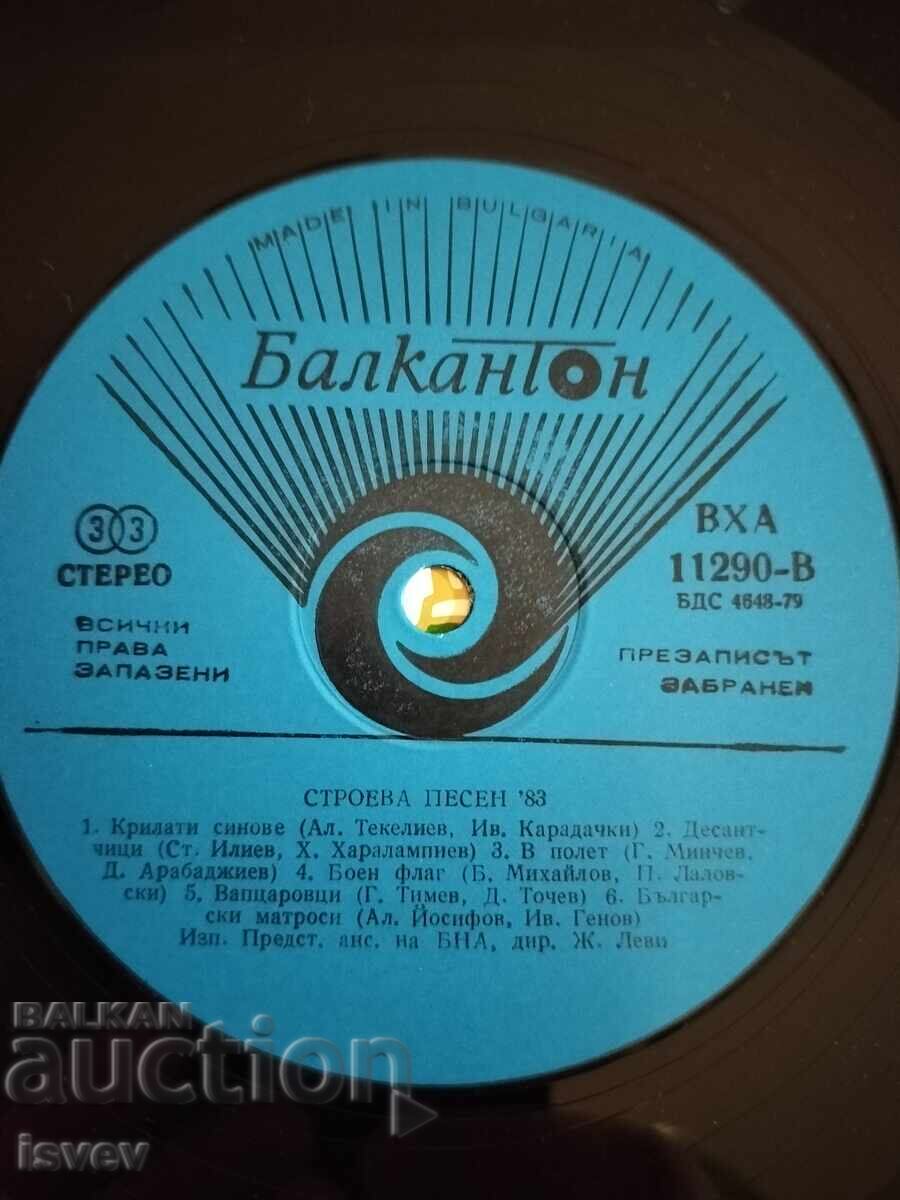 MADE IN BULGARIA
Балкантон
33
СТЕРЕО
ВСИЧКИ
ПРАВА
ЗАПАЗЕНИ
ВХА
11290-В
БДС 4648-79
ПРЕЗАПИСЪТ
ЗАБРАНЕН
СТРОЕВА ПЕСЕН '83
1. Крилати синове (Ал. Текелиев, Ив. Карадачки) 2. Десант-
чици (Ст. Илиев, Х. Харалампиев) 3. В полет (Г. Минчев,
Д. Арабаджиев) 4. Боен флаг (Б. Михайлов, П. Лалов-
ски) 5. Вапцаровци (Г. Тимев, Д. Точев) 6. Българ-
ски матроси (Ал. Йосифов, Ив. Генов)
Изп. Предст. анс. на БНА, дир. Ж. Леви
BALKAN
auction
isvev